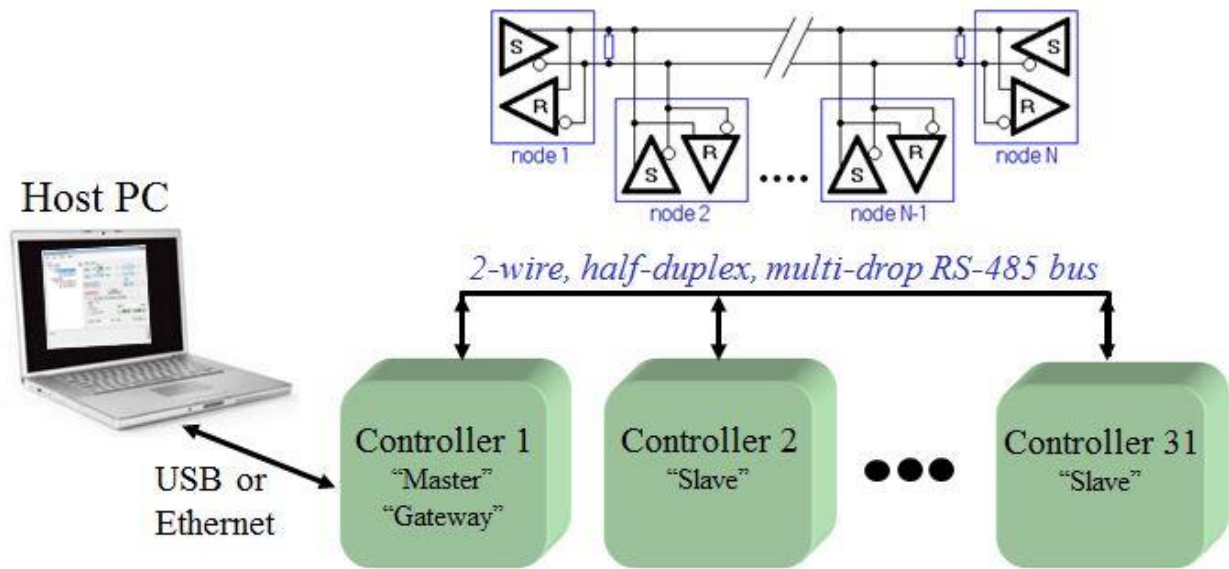 S
R
node 1
S
R
node 2
S
R
node N-1
S
R
node N
Host PC
2-wire, half-duplex, multi-drop RS-485 bus
USB or
Ethernet
Controller 1
“Master”
“Gateway”
Controller 2
“Slave”
Controller 31
“Slave”